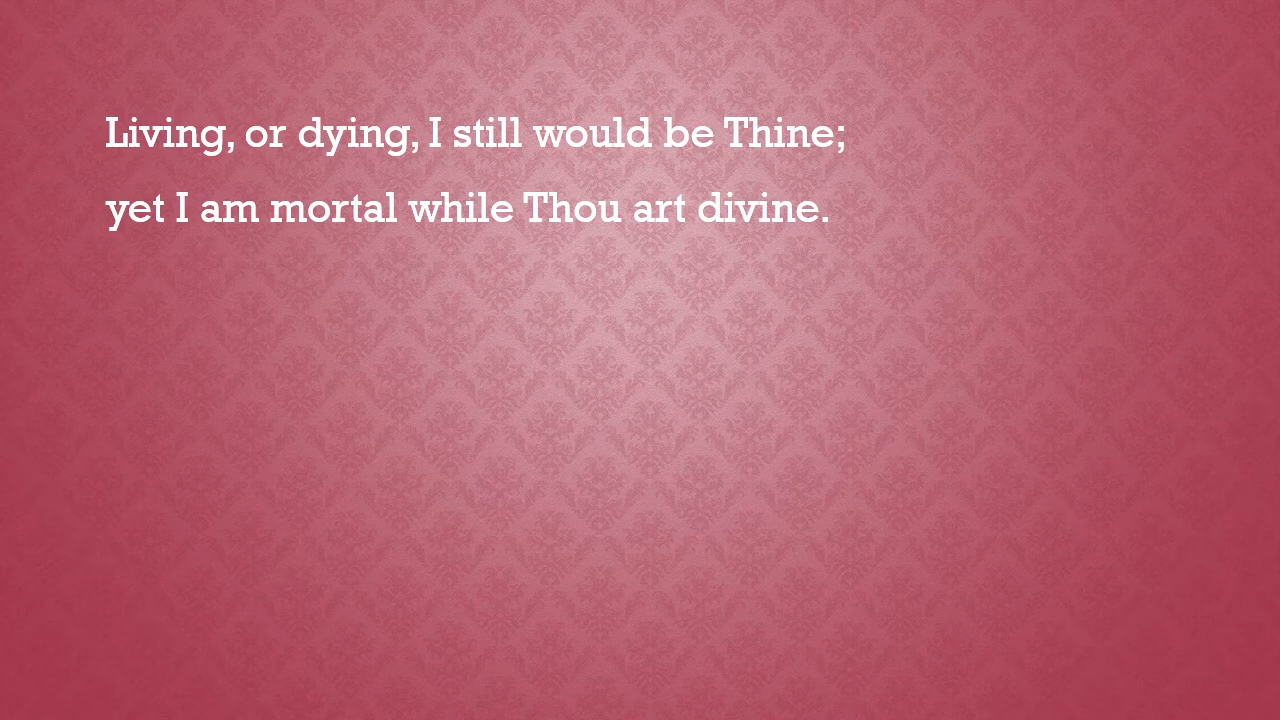 Living, or dying, I still would be Thine;
yet I am mortal while Thou art divine.